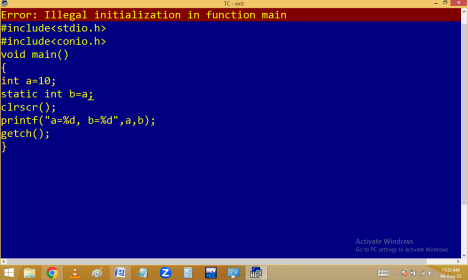 TC - exit
Error: Illegal initialization in function main
#include<stdio.h>
#include<conio.h>
void main()
{
int a=10;
static int b=a;
clrscr();
printf("a=%d, b=%d",a,b);
getch();
}
Activate Windows
Go to PC settings to activate Windows.